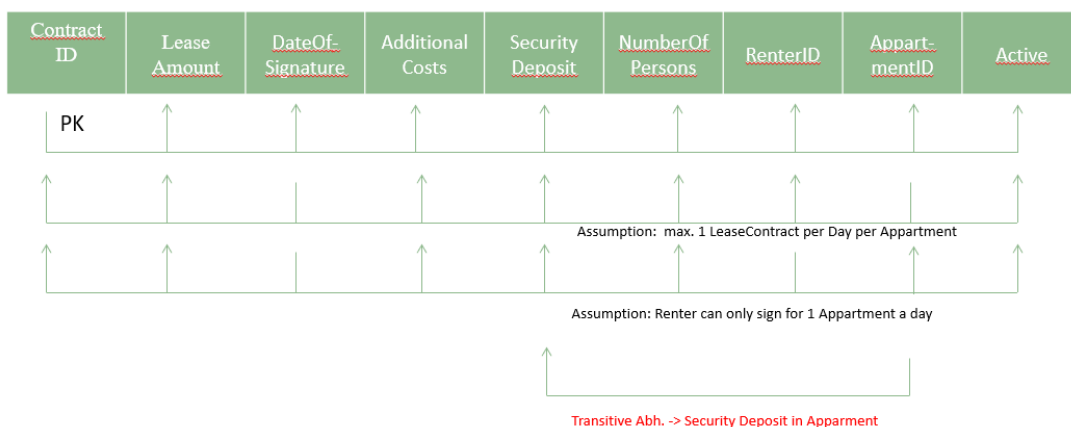 Contract ID
Lease Amount
DateOf-Signature
Additional Costs
Security Deposit
NumberOf Persons
RenterID
Appart-mentID
Active
PK
Assumption: max. 1 LeaseContract per Day per Appartment
Assumption: Renter can only sign for 1 Appartment a day
Transitive Abh. -> Security Deposit in Apparment